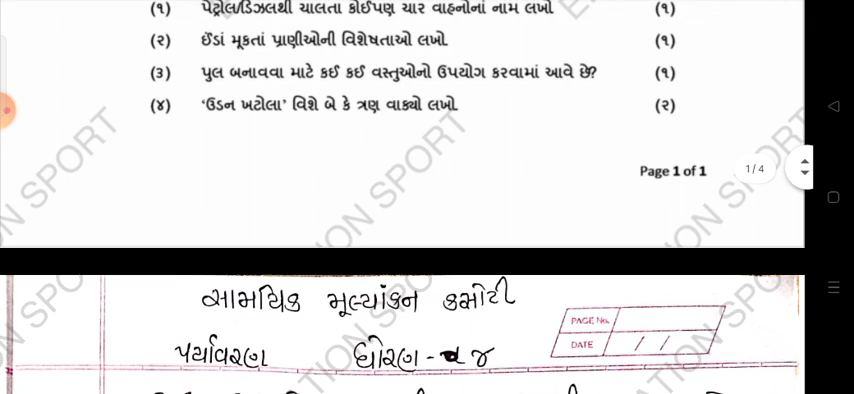 (૧) પેટ્રોલ/ડિઝલથી ચાલતા કોઈપણ ચાર વાહનોનાં નામ લખો. (૧)
(૨) ઈંડાં મૂકતાં પ્રાણીઓની વિશેષતાઓ લખો. (૧)
(૩) પુલ બનાવવા માટે કઈ કઈ વસ્તુઓનો ઉપયોગ કરવામાં આવે છે? (૧)
(૪) ‘ઉડન ખટોલા’ વિશે બે કે ત્રણ વાક્યો લખો. (૨)
Page 1 of 1
1/4
સામયિક મૂલ્યાંકન કસોટી
PAGE No.
પર્યાવરણ ધોરણ - ૪
DATE / /